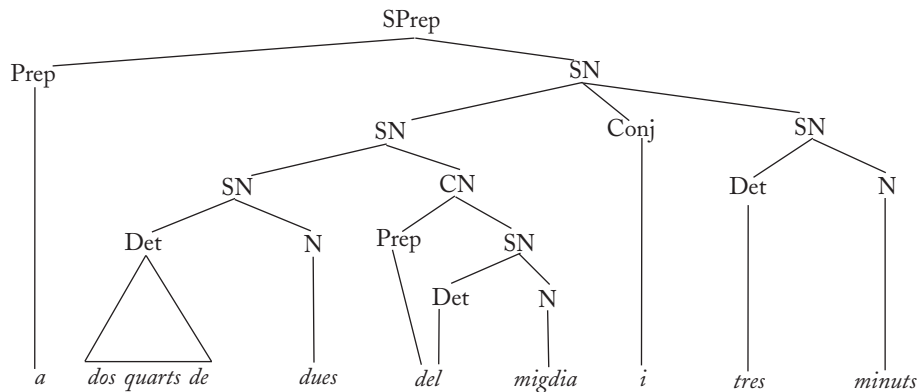 SPrep
Prep SN
SN Conj SN
SN CN Det N
Det N Prep SN
Det N
a dos quarts de dues del migdia i tres minuts